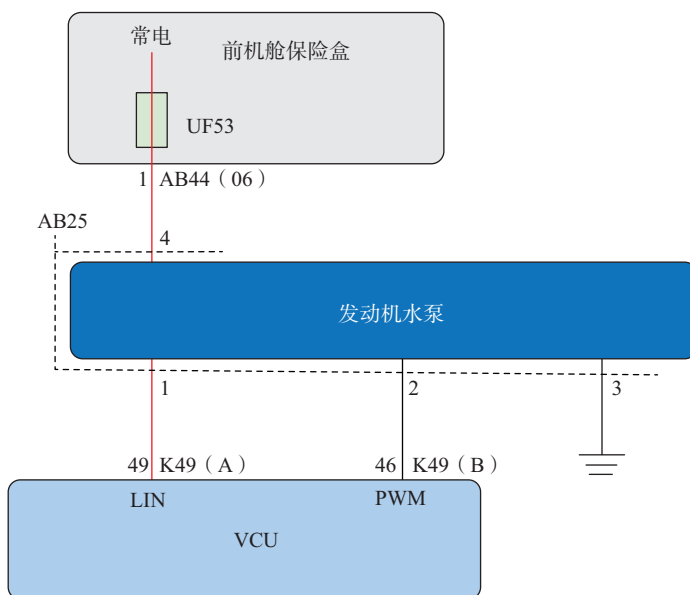 常电
前机舱保险盒
UF53
1 AB44（06）
AB25
4
发动机水泵
1
2
3
49 K49（A）
46 K49（B）
LIN
PWM
VCU